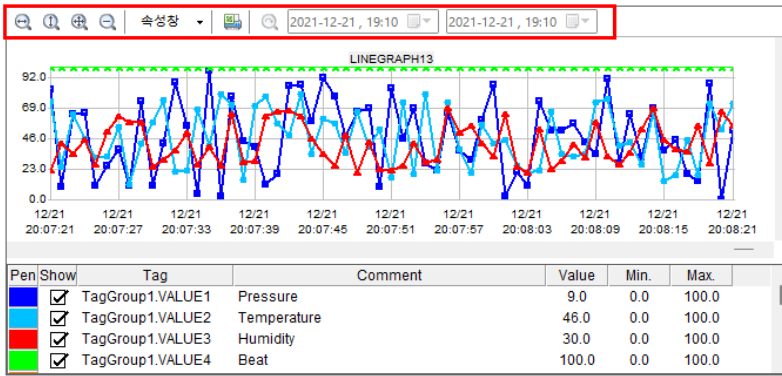 속성창 2021-12-21 , 19:10 2021-12-21 , 19:10
LINEGRAPH13
92.0
69.0
46.0
23.0
0.0
12/21 12/21 12/21 12/21 12/21 12/21 12/21 12/21 12/21 12/21 12/21
20:07:21 20:07:27 20:07:33 20:07:39 20:07:45 20:07:51 20:07:57 20:08:03 20:08:09 20:08:15 20:08:21
Pen Show Tag Comment Value Min. Max.
TagGroup1.VALUE1 Pressure 9.0 0.0 100.0
TagGroup1.VALUE2 Temperature 46.0 0.0 100.0
TagGroup1.VALUE3 Humidity 30.0 0.0 100.0
TagGroup1.VALUE4 Beat 100.0 0.0 100.0